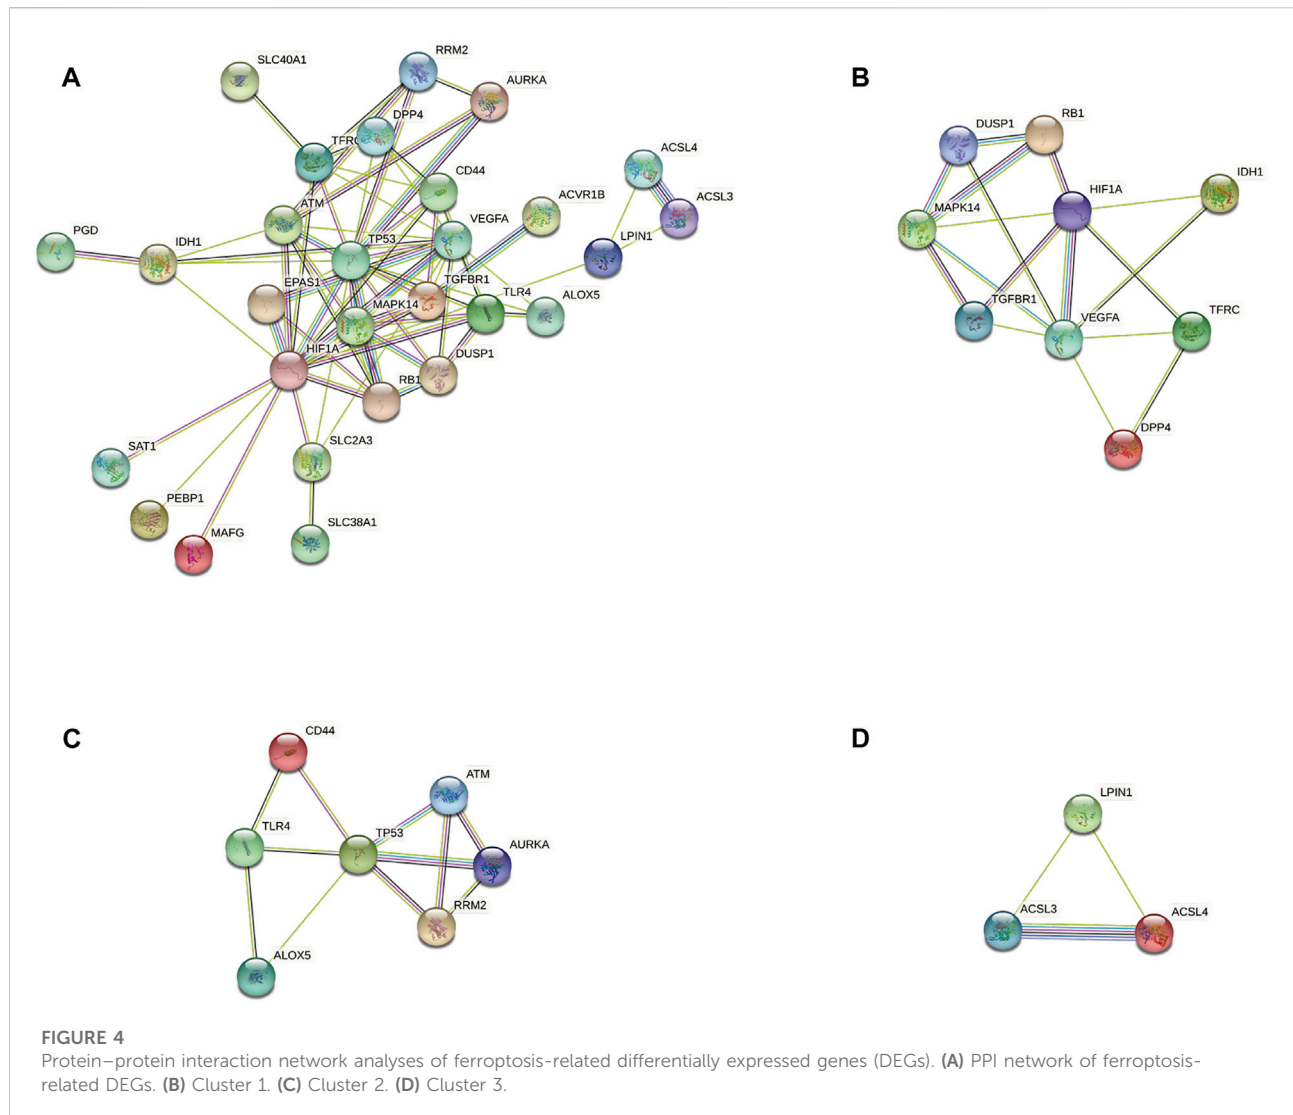 A
SLC40A1
RRM2
AURKA
DPP4
TFRC
CD44
ACSL4
ACSL3
ATM
ACVR1B
VEGFA
PGD
IDH1
TP53
LPIN1
EPAS1
TGFBR1
MAPK14
TLR4
ALOX5
HIF1A
DUSP1
RB1
SAT1
SLC2A3
PEBP1
MAFG
SLC38A1
B
DUSP1
RB1
IDH1
HIF1A
MAPK14
TGFBR1
VEGFA
TFRC
DPP4
C
CD44
ATM
TLR4
TP53
AURKA
RRM2
ALOX5
D
LPIN1
ACSL3
ACSL4
FIGURE 4
Protein–protein interaction network analyses of ferroptosis-related differentially expressed genes (DEGs). (A) PPI network of ferroptosis-
related DEGs. (B) Cluster 1. (C) Cluster 2. (D) Cluster 3.